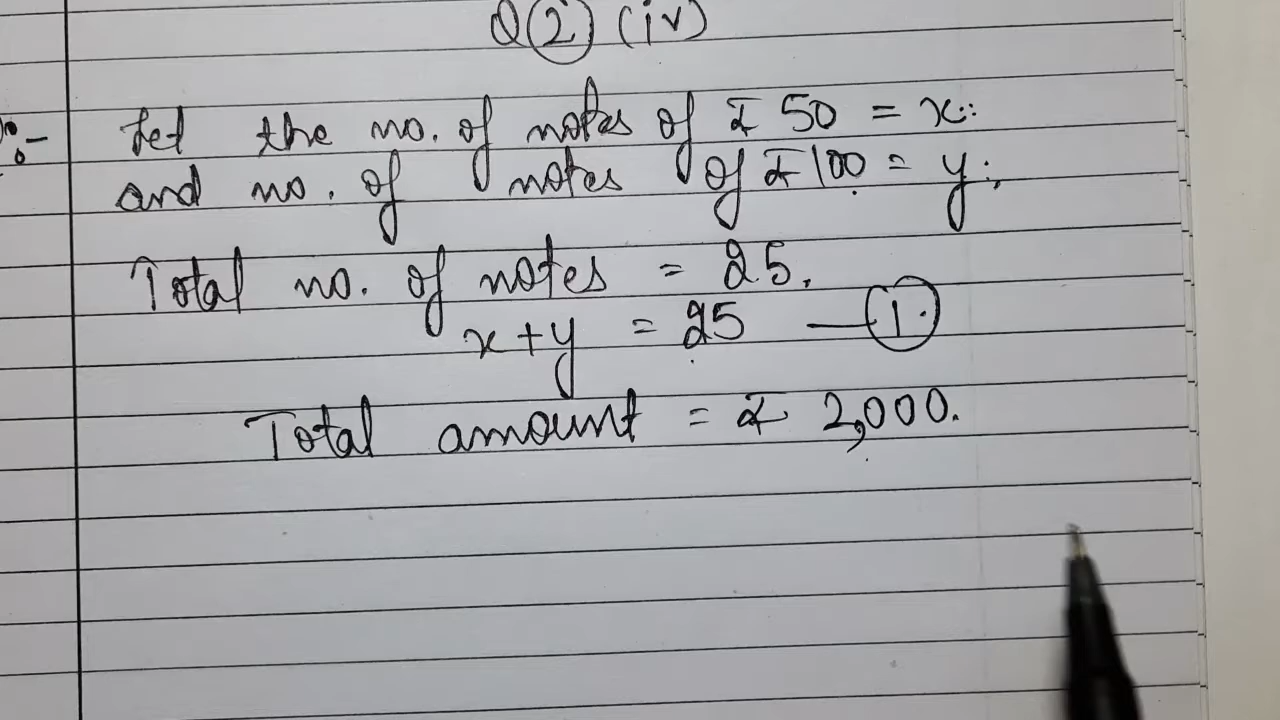 Q(2) (iv)
:- Let the no. of notes of ₹ 50 = x.
and no. of notes of ₹ 100 = y.
Total no. of notes = 25.
x + y = 25 — (1.)
Total amount = ₹ 2,000.